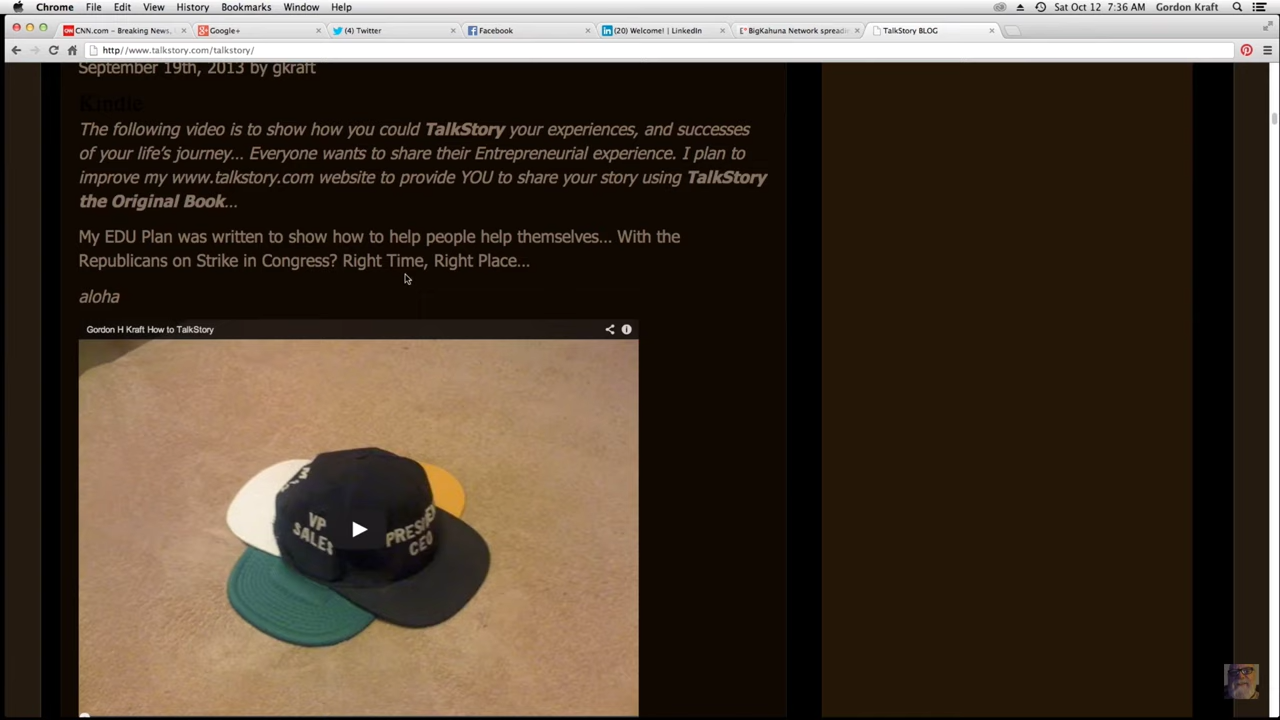 Chrome File Edit View History Bookmarks Window Help Sat Oct 12 7:36 AM Gordon Kraft
CNN.com – Breaking News, Google+ (4) Twitter Facebook (20) Welcome! | LinkedIn BigKahuna Network spreadin TalkStory BLOG
http://www.talkstory.com/talkstory/
September 19th, 2013 by gkraft
Kindle
The following video is to show how you could TalkStory your experiences, and successes
of your life's journey... Everyone wants to share their Entrepreneurial experience. I plan to
improve my www.talkstory.com website to provide YOU to share your story using TalkStory
the Original Book...
My EDU Plan was written to show how to help people help themselves... With the
Republicans on Strike in Congress? Right Time, Right Place...
aloha
Gordon H Kraft How to TalkStory
VP PRESIDENT
SALES CEO